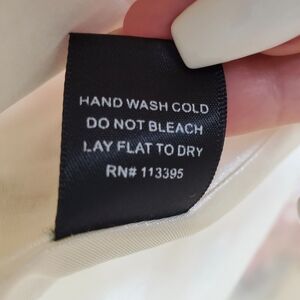 HAND WASH COLD
DO NOT BLEACH
LAY FLAT TO DRY
RN# 113395